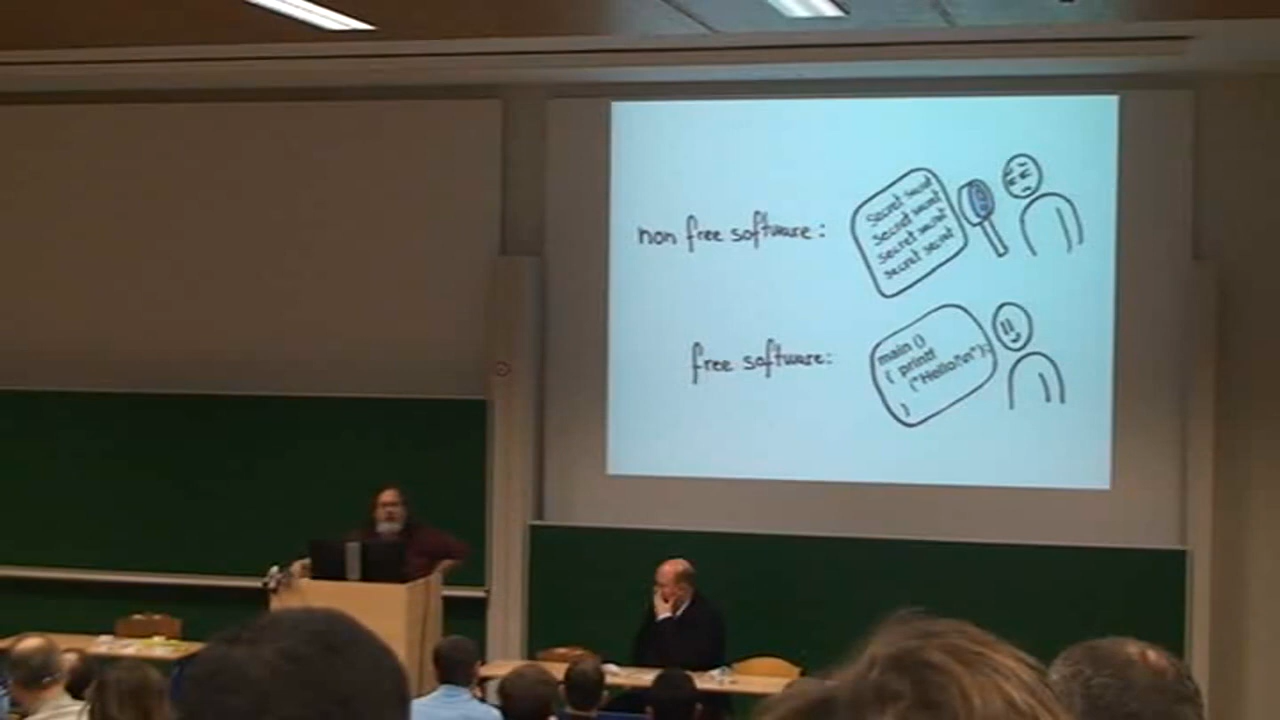 non free software:
secret secret
secret secret
secret secret
secret secret
free software:
main ()
{ printf
("Hello!\n");
}